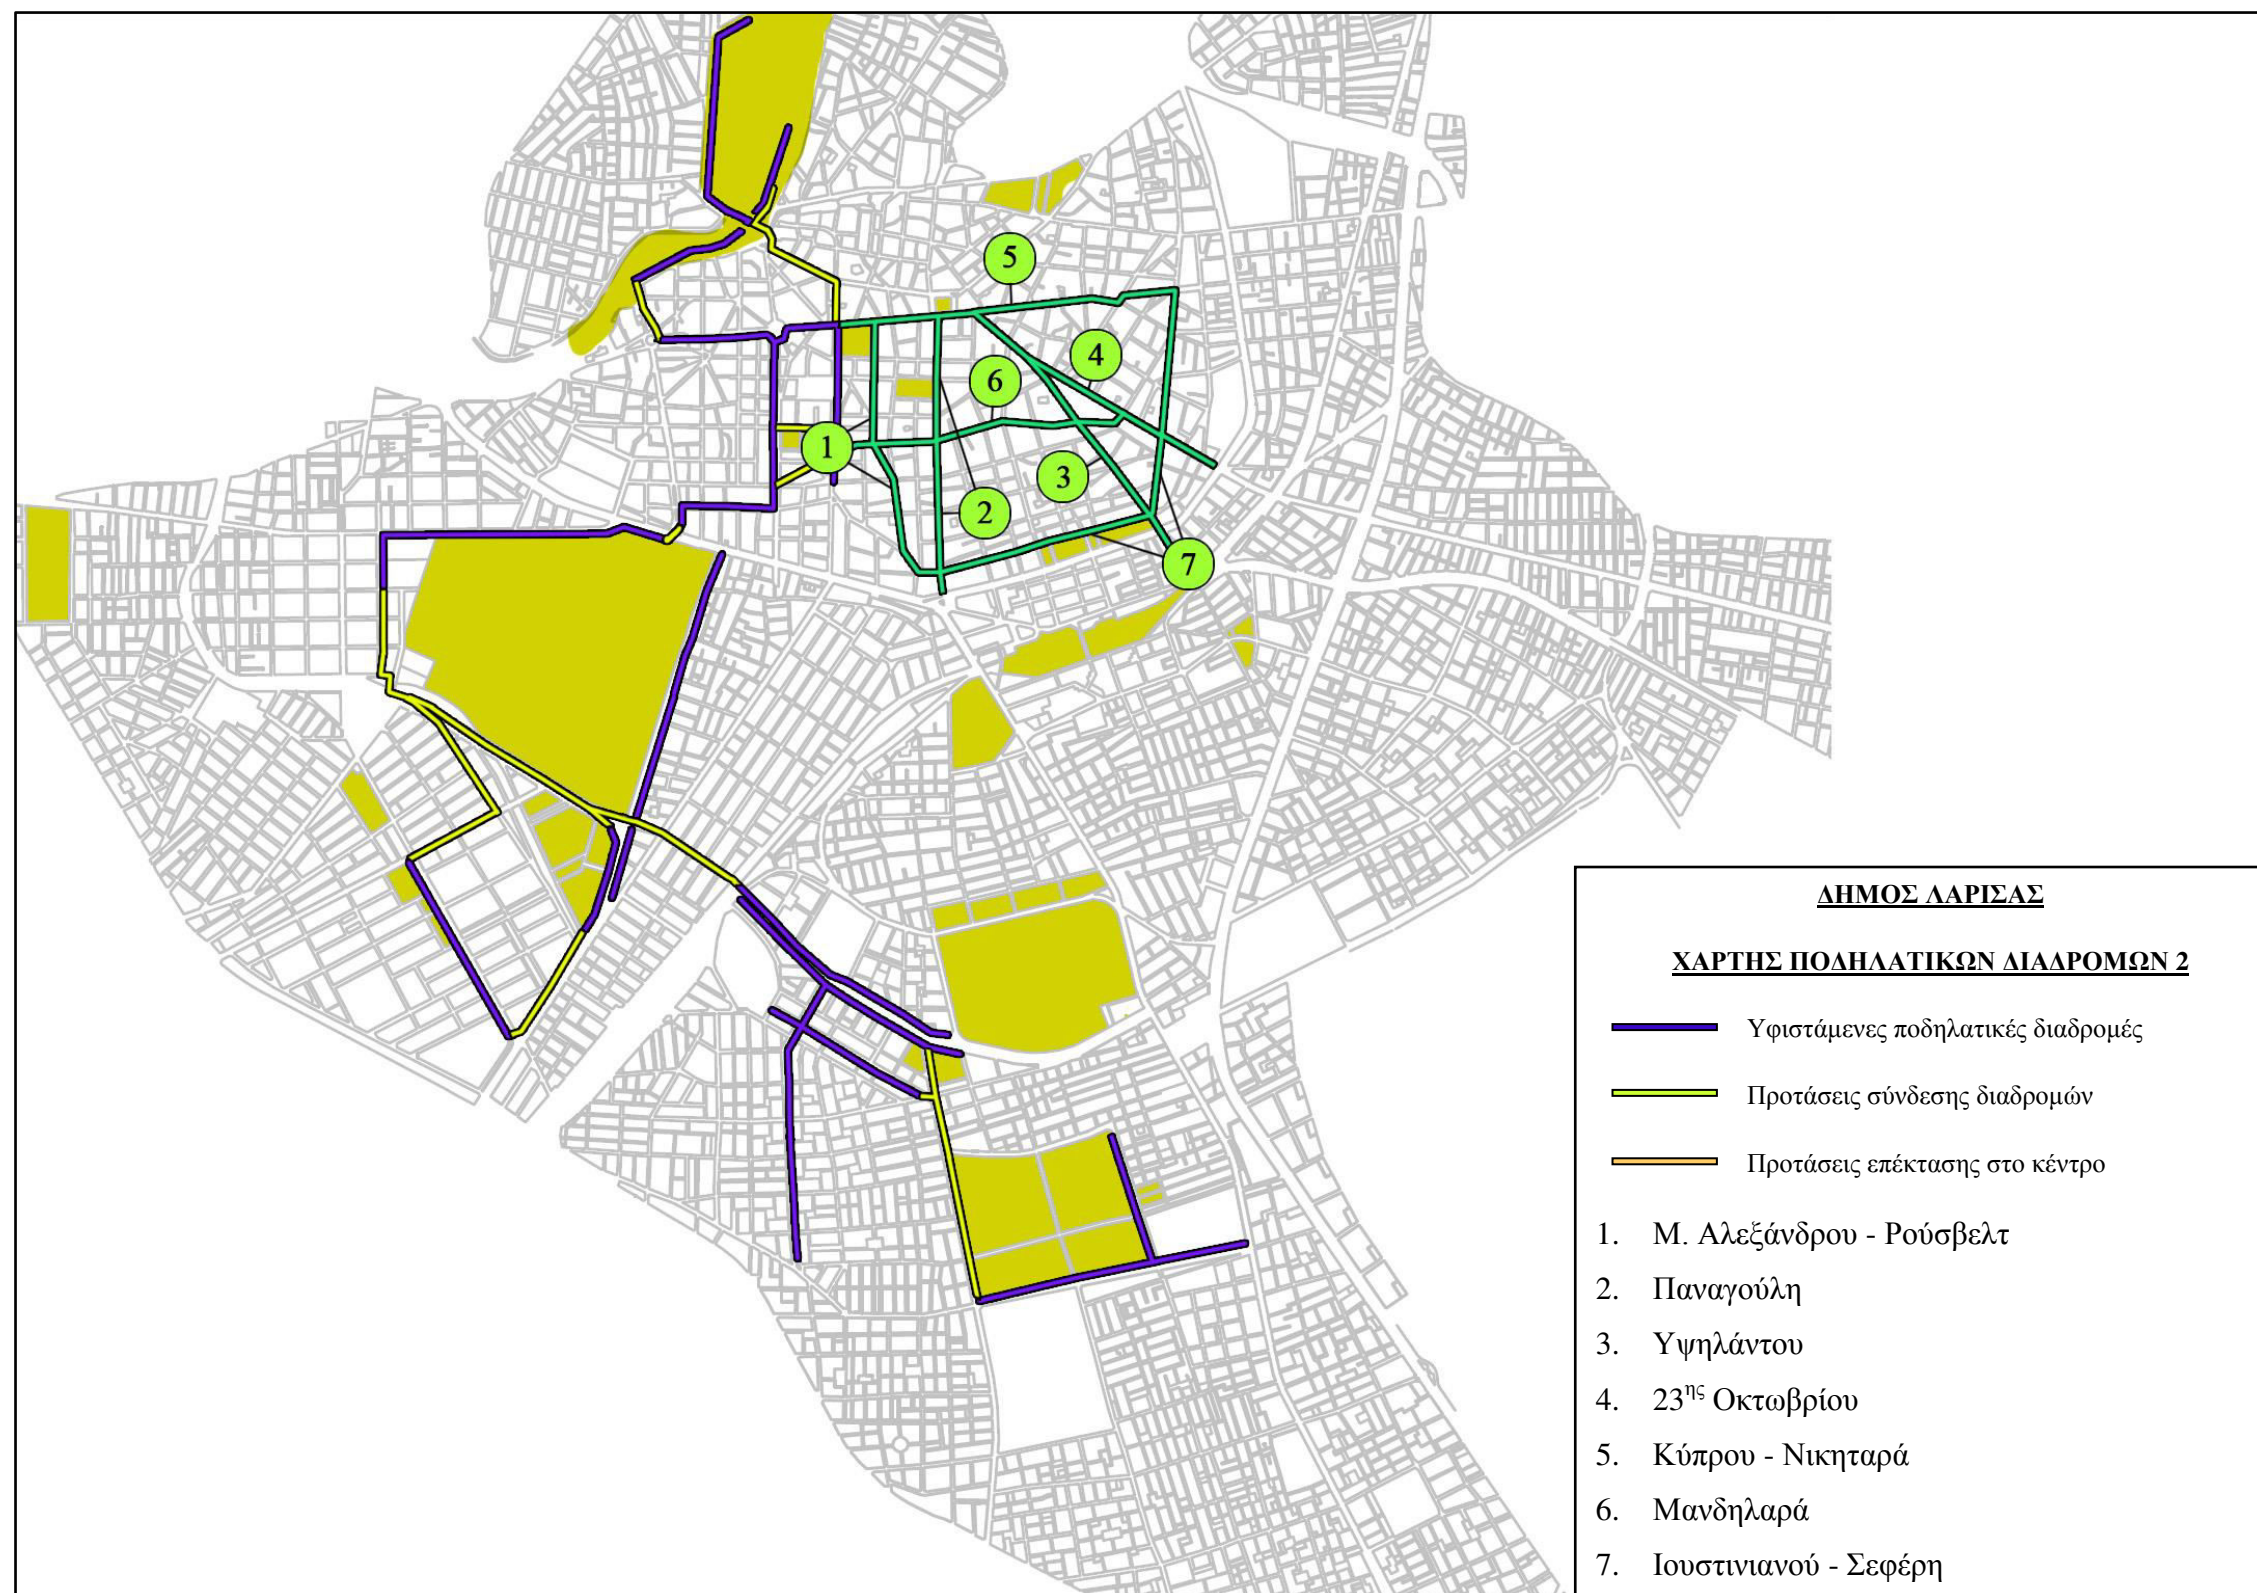 5
4
6
1
3
2
7
ΔΗΜΟΣ ΛΑΡΙΣΑΣ
ΧΑΡΤΗΣ ΠΟΔΗΛΑΤΙΚΩΝ ΔΙΑΔΡΟΜΩΝ 2
Υφιστάμενες ποδηλατικές διαδρομές
Προτάσεις σύνδεσης διαδρομών
Προτάσεις επέκτασης στο κέντρο
1. Μ. Αλεξάνδρου - Ρούσβελτ
2. Παναγούλη
3. Υψηλάντου
4. 23ης Οκτωβρίου
5. Κύπρου - Νικηταρά
6. Μανδηλαρά
7. Ιουστινιανού - Σεφέρη